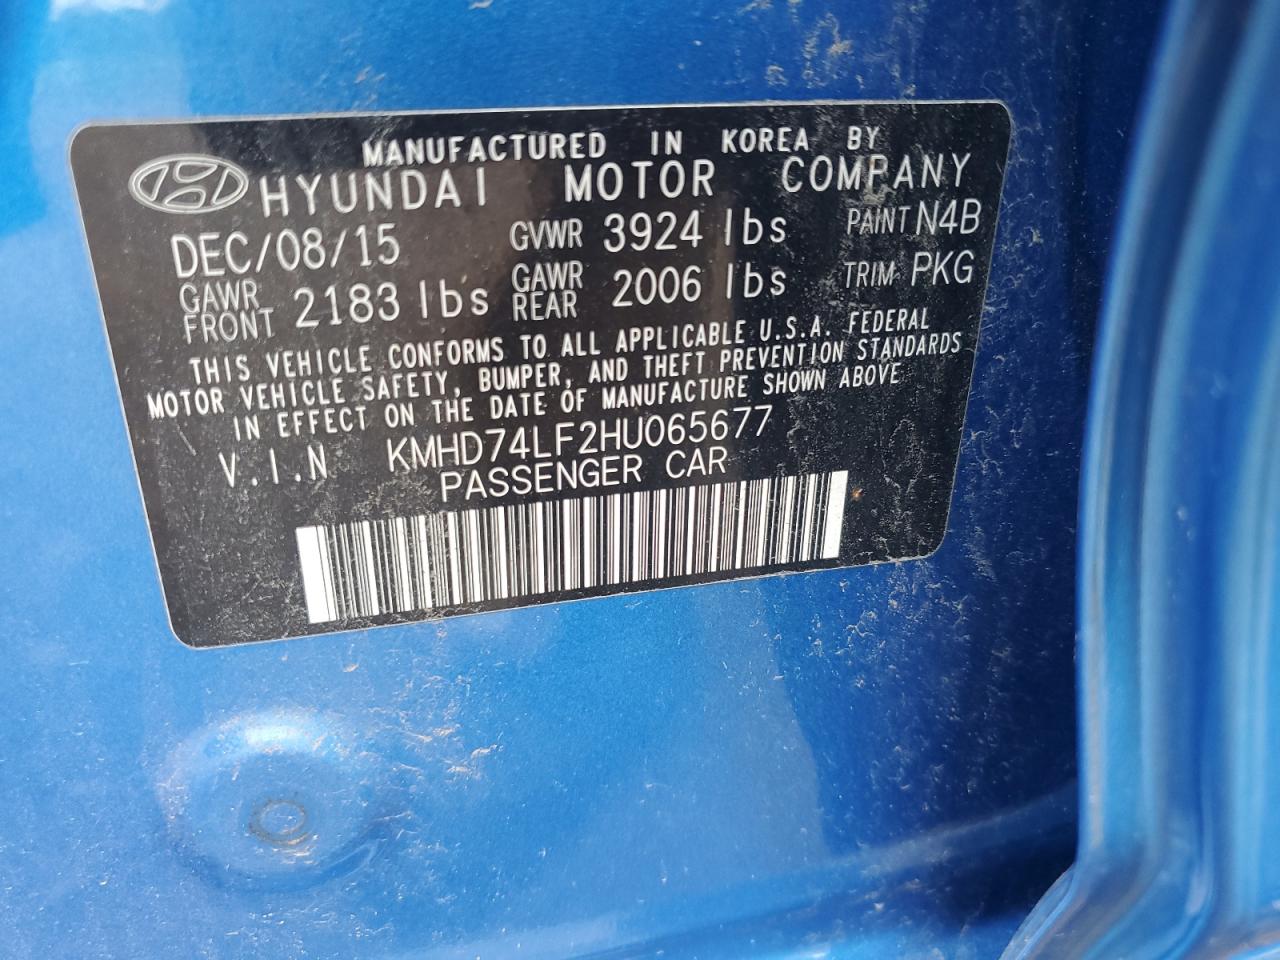 MANUFACTURED IN KOREA BY
HYUNDAI MOTOR COMPANY
DEC/08/15 GVWR 3924 lbs PAINT N4B
GAWR FRONT 2183 lbs GAWR REAR 2006 lbs TRIM PKG
THIS VEHICLE CONFORMS TO ALL APPLICABLE U.S.A. FEDERAL
MOTOR VEHICLE SAFETY, BUMPER, AND THEFT PREVENTION STANDARDS
IN EFFECT ON THE DATE OF MANUFACTURE SHOWN ABOVE
V.I.N KMHD74LF2HU065677
PASSENGER CAR